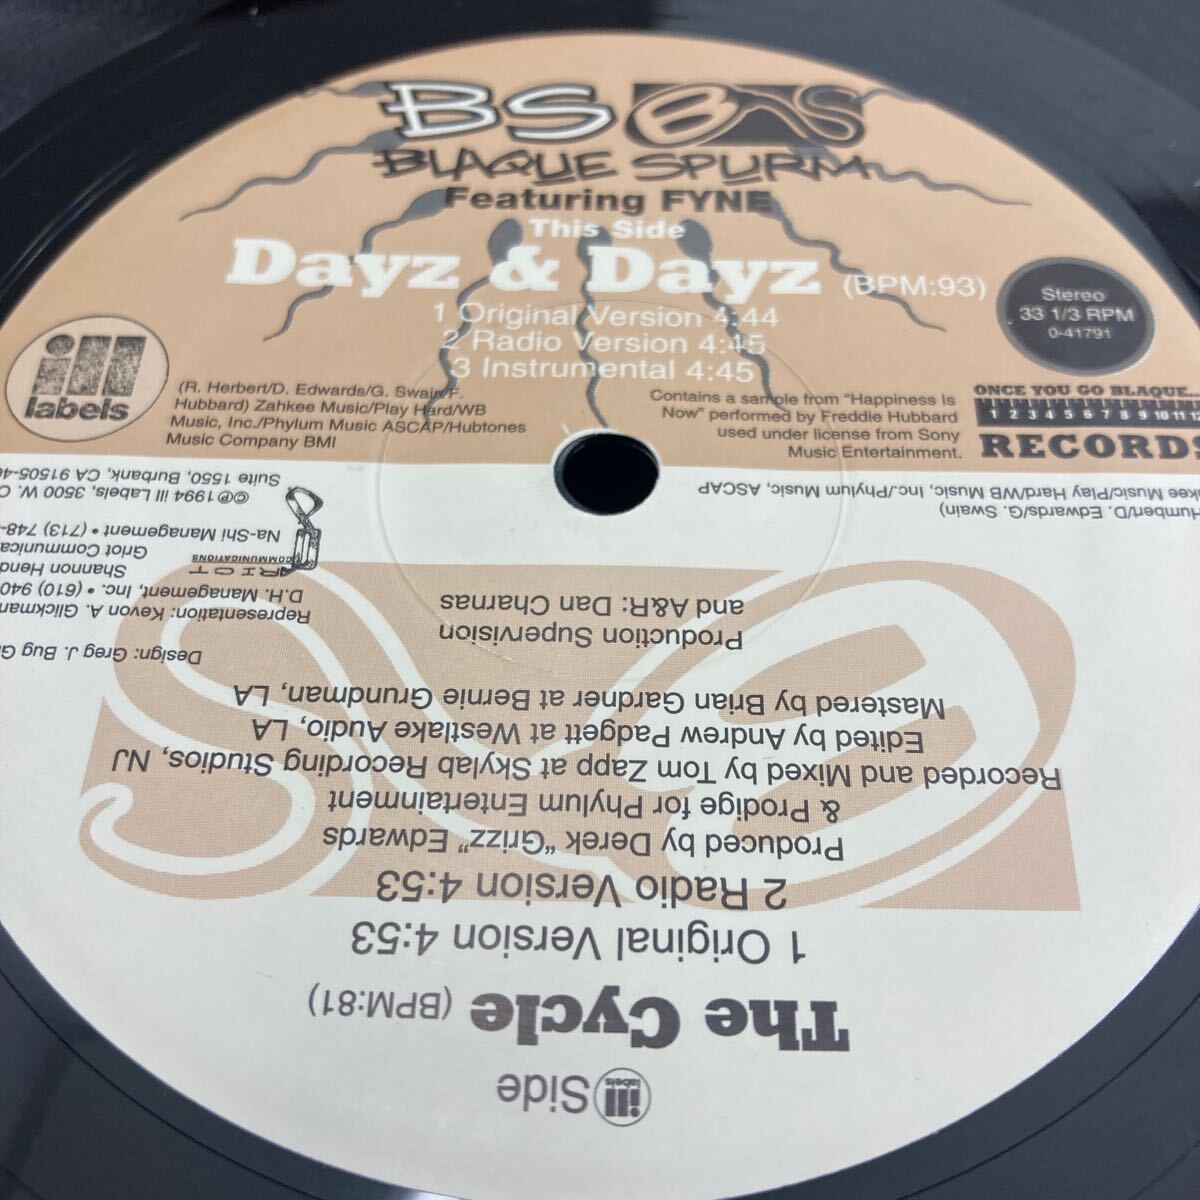 BS BS
BLAQUE SPURM
Featuring FYNE
This Side
Dayz & Dayz (BPM:93)
1 Original Version 4:44
2 Radio Version 4:45
3 Instrumental 4:45
Stereo
33 1/3 RPM
0-41791
ill
labels
(R. Herbert/D. Edwards/G. Swain/F.
Hubbard) Zahkee Music/Play Hard/WB
Music, Inc./Phylum Music ASCAP/Hubtones
Music Company BMI
Contains a sample from “Happiness Is
Now” performed by Freddie Hubbard
used under license from Sony
Music Entertainment.
ONCE YOU GO BLAQUE...
1 2 3 4 5 6 7 8 9 10 11
RECORDS
ill labels Side
The Cycle (BPM:81)
1 Original Version 4:53
2 Radio Version 4:53
Produced by Derek “Grizz” Edwards
& Prodige for Phylum Entertainment
Recorded and Mixed by Tom Zapp at Skylab Recording Studios, NJ
Edited by Andrew Padgett at Westlake Audio, LA
Mastered by Brian Gardner at Bernie Grundman, LA
Production Supervision
and A&R: Dan Charnas
Humbert/D. Edwards/G. Swain)
Music/Play Hard/WB Music, Inc./Phylum Music, ASCAP
Design: Greg J. Bug
Representation: Kevon A. Glickman
D.H. Management, Inc. • (610) 940
Shannon
Griot
Na-Shi Management • (713) 748-
GRIOT
COMMUNICATIONS
©℗1994 ill Labels, 3500 W.
Suite 1550, Burbank, CA 91505-